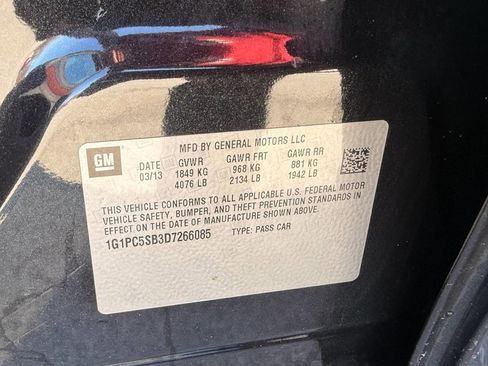 MFD BY GENERAL MOTORS LLC
GM
DATE GVWR GAWR FRT GAWR RR
03/13 1849 KG 968 KG 881 KG
4076 LB 2134 LB 1942 LB
THIS VEHICLE CONFORMS TO ALL APPLICABLE U.S. FEDERAL MOTOR
VEHICLE SAFETY, BUMPER, AND THEFT PREVENTION STANDARDS IN
EFFECT ON THE DATE OF MANUFACTURE SHOWN ABOVE.
1G1PC5SB3D7266085 TYPE: PASS CAR